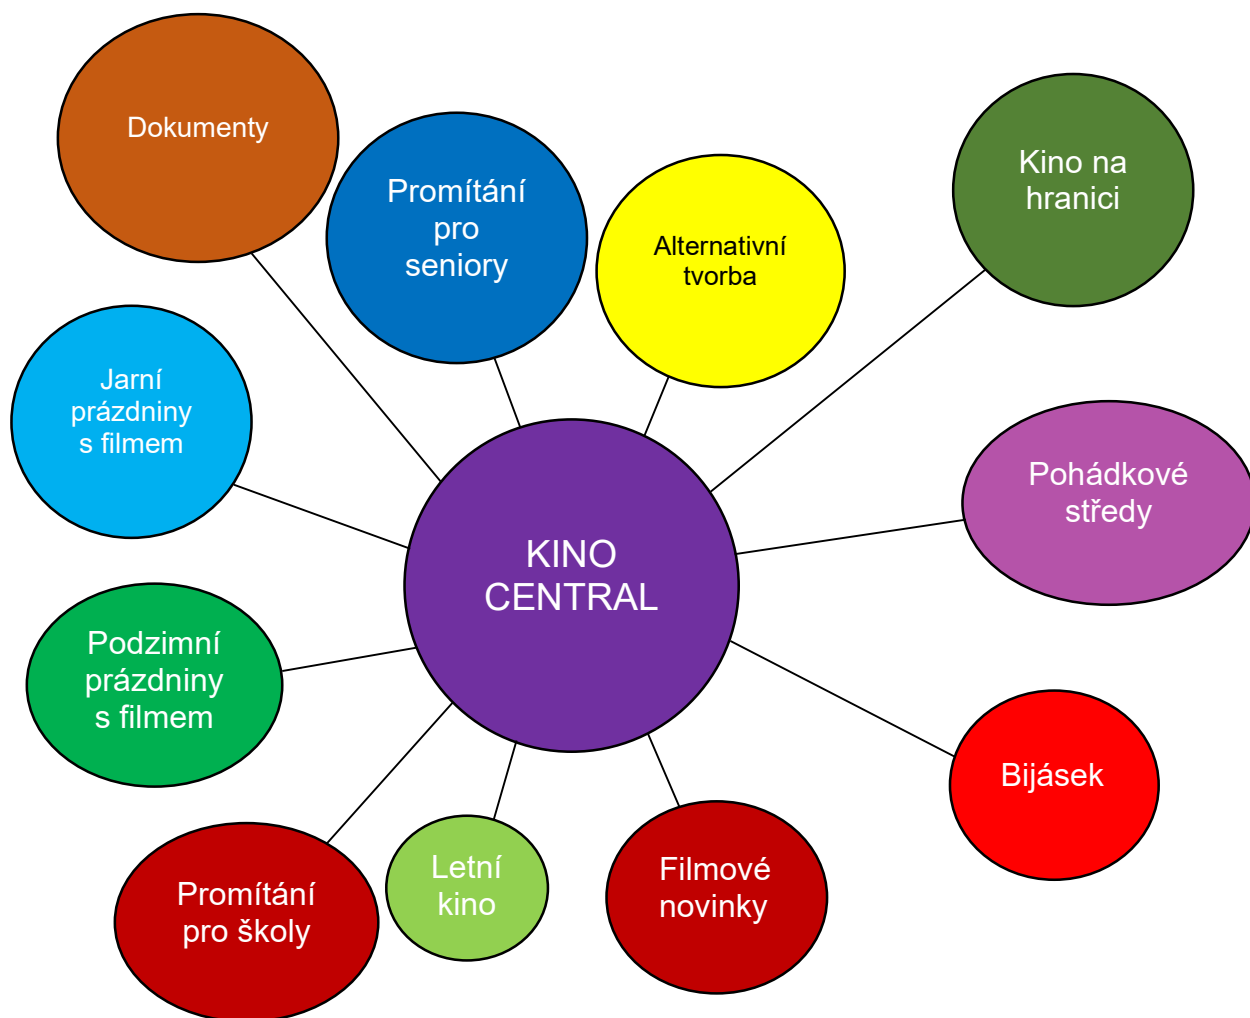 Dokumenty
Promítání
pro
seniory
Alternativní
tvorba
Kino na
hranici
Jarní
prázdniny
s filmem
Pohádkové
středy
KINO
CENTRAL
Podzimní
prázdniny
s filmem
Bijásek
Promítání
pro školy
Letní
kino
Filmové
novinky